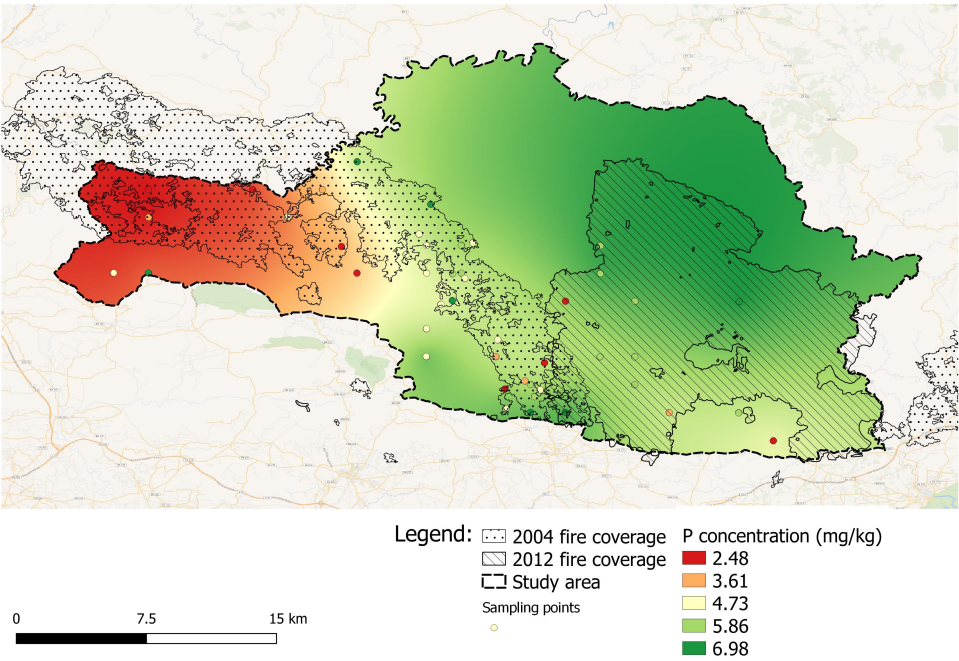 Legend:
2004 fire coverage
2012 fire coverage
Study area
Sampling points
P concentration (mg/kg)
2.48
3.61
4.73
5.86
6.98
0 7.5 15 km